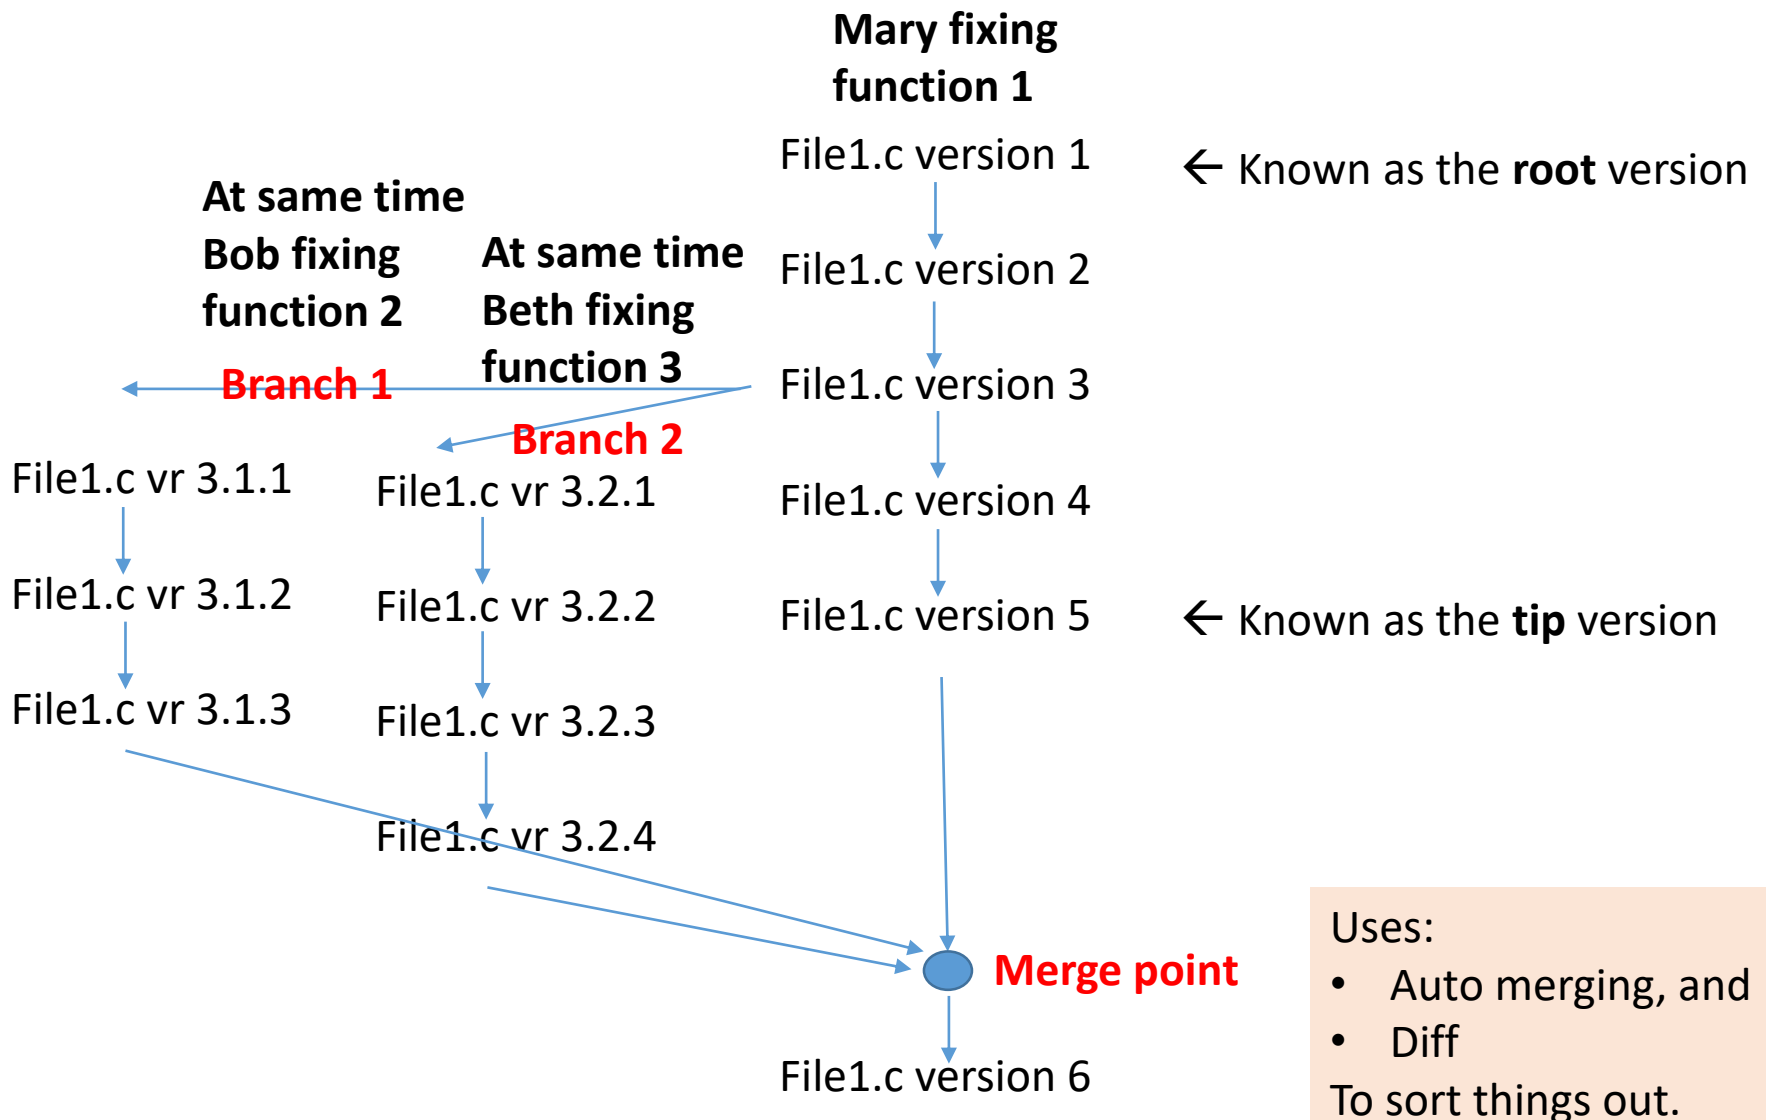 Mary fixing
function 1
File1.c version 1
← Known as the root version
At same time
Bob fixing
function 2
At same time
Beth fixing
function 3
File1.c version 2
Branch 1
File1.c version 3
Branch 2
File1.c vr 3.1.1
File1.c vr 3.2.1
File1.c version 4
File1.c vr 3.1.2
File1.c vr 3.2.2
File1.c version 5
← Known as the tip version
File1.c vr 3.1.3
File1.c vr 3.2.3
File1.c vr 3.2.4
Merge point
File1.c version 6
Uses:
• Auto merging, and
• Diff
To sort things out.